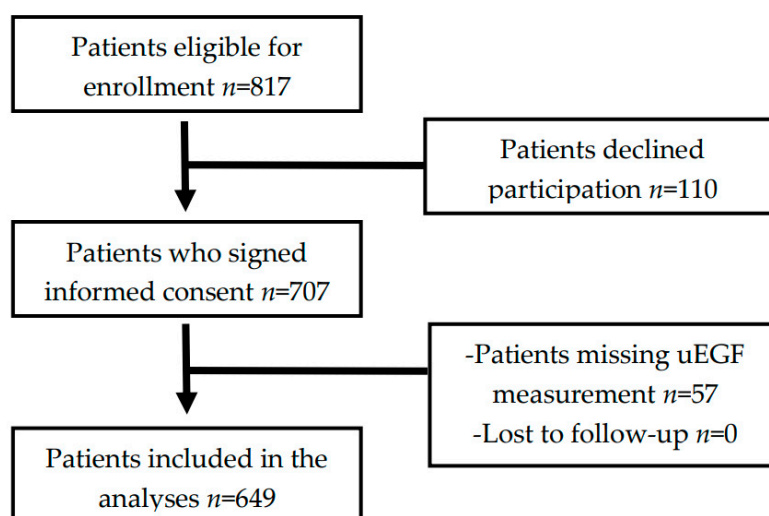 Patients eligible for
enrollment n=817
Patients declined
participation n=110
Patients who signed
informed consent n=707
-Patients missing uEGF
measurement n=57
-Lost to follow-up n=0
Patients included in the
analyses n=649